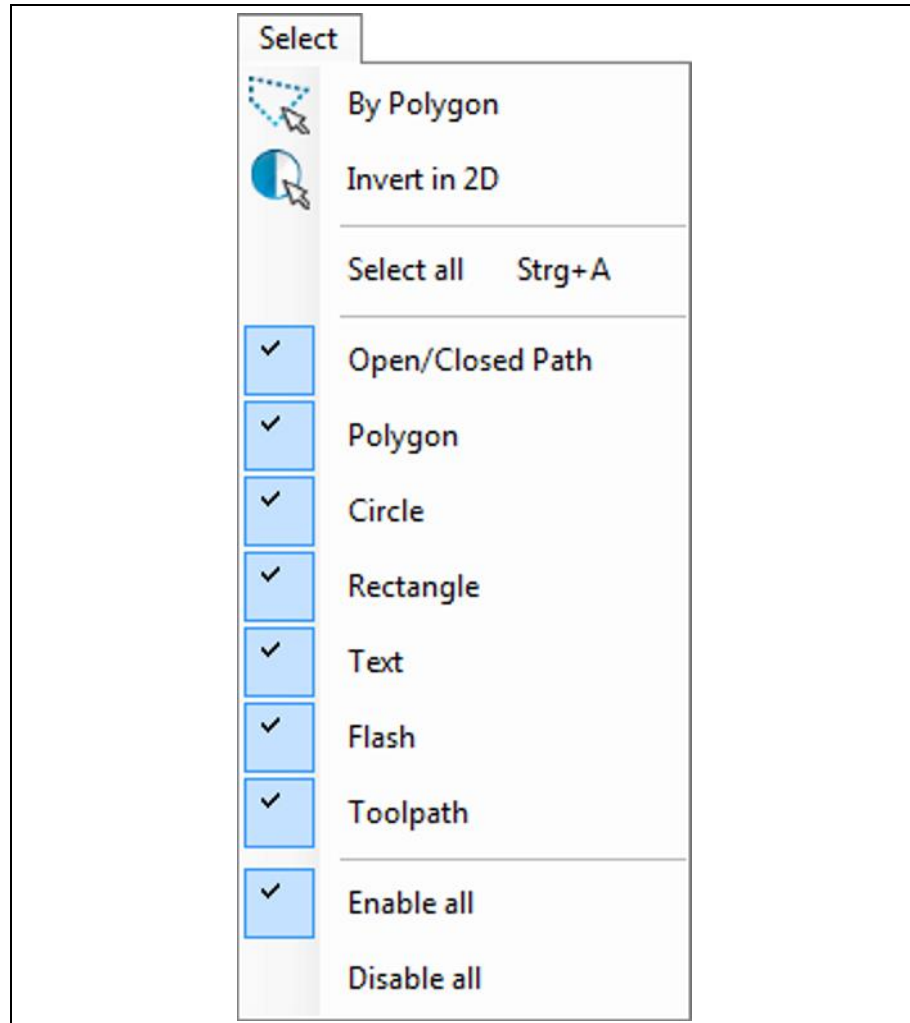 Select
By Polygon
Invert in 2D
Select all Strg+A
Open/Closed Path
Polygon
Circle
Rectangle
Text
Flash
Toolpath
Enable all
Disable all